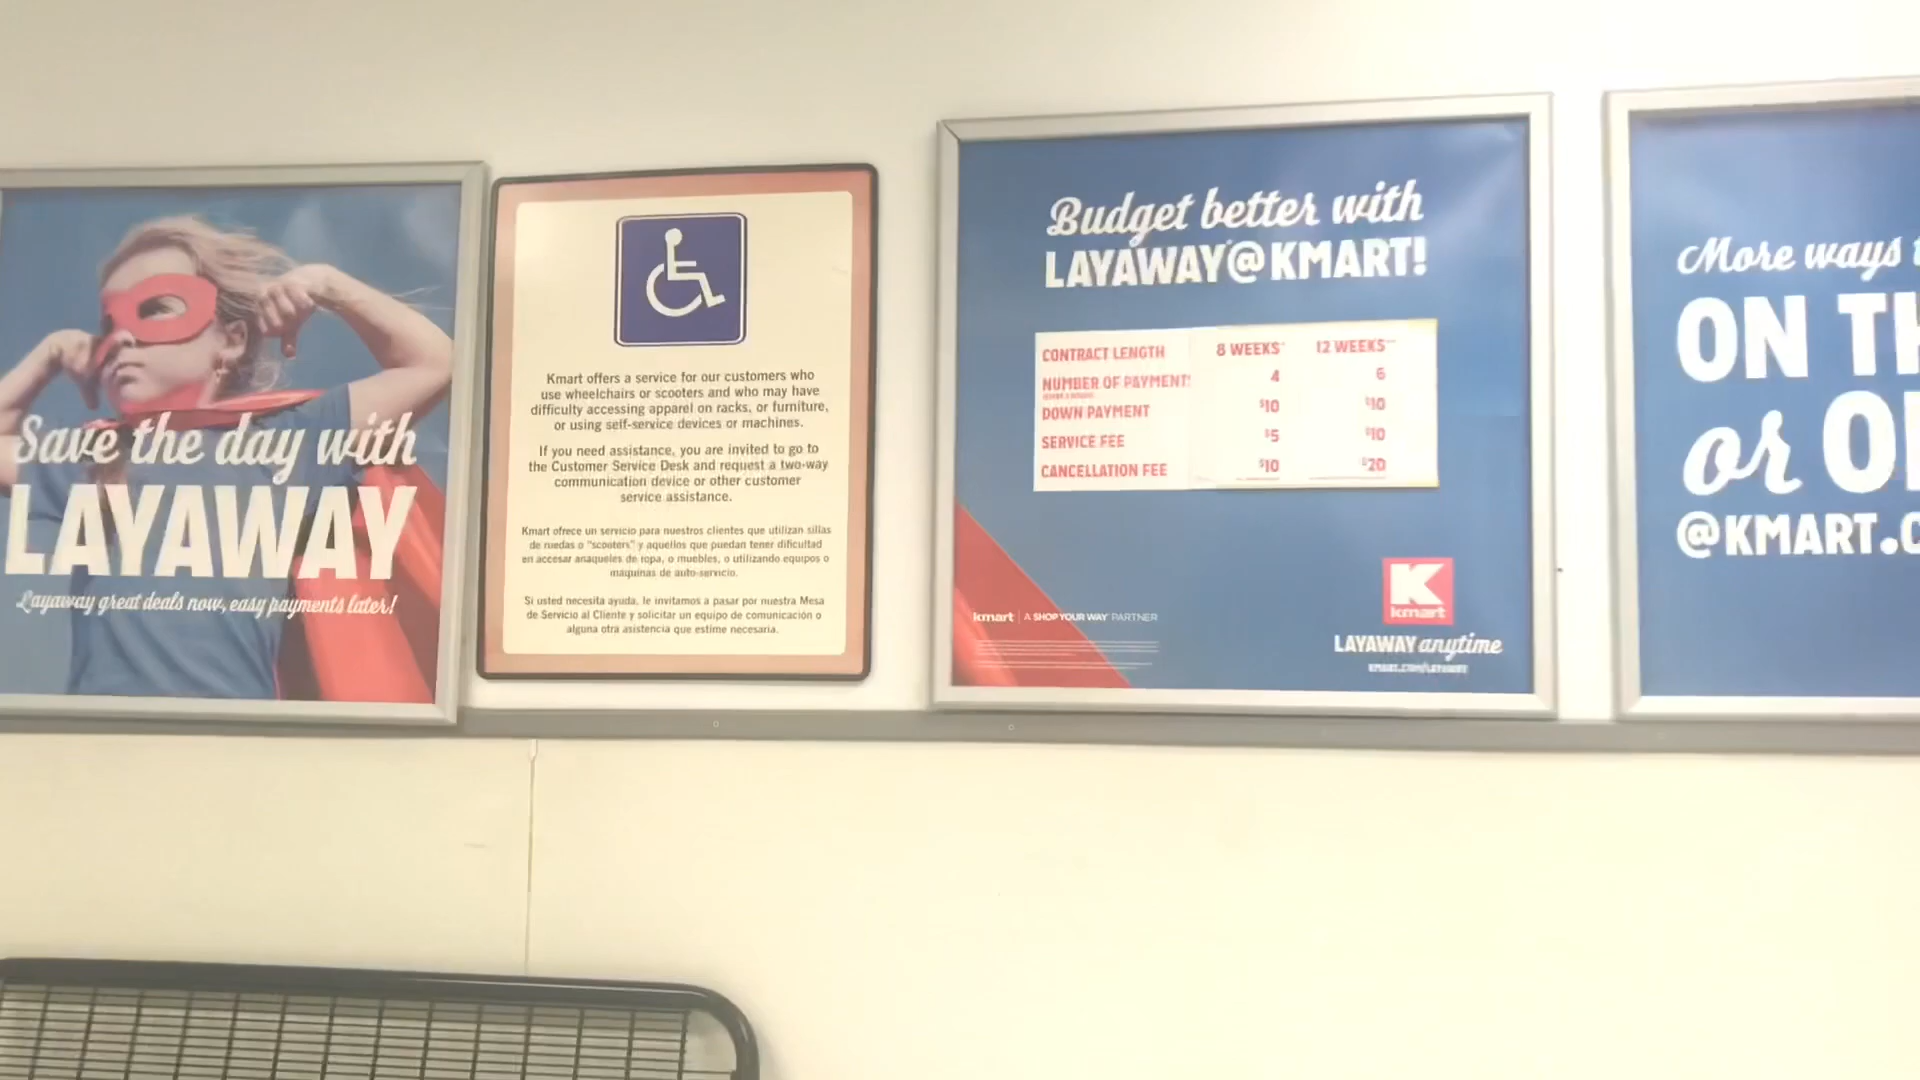 Save the day with
LAYAWAY
Layaway great deals now, easy payments later!
Kmart offers a service for our customers who
use wheelchairs or scooters and who may have
difficulty accessing apparel on racks, or furniture,
or using self-service devices or machines.
If you need assistance, you are invited to go to
the Customer Service Desk and request a two-way
communication device or other customer
service assistance.
Kmart ofrece un servicio para nuestros clientes que utilizan sillas
de ruedas o "scooters" y aquellos que puedan tener dificultad
en accesar anaqueles de ropa, o muebles, o utilizando equipos o
maquinas de auto-servicio.
Si usted necesita ayuda, le invitamos a pasar por nuestra Mesa
de Servicio al Cliente y solicitar un equipo de comunicación o
alguna otra asistencia que estime necesaria.
Budget better with
LAYAWAY@KMART!
CONTRACT LENGTH 8 WEEKS* 12 WEEKS**
NUMBER OF PAYMENTS 4 6
DOWN PAYMENT $10 $10
SERVICE FEE $5 $10
CANCELLATION FEE $10 $20
kmart | A SHOP YOUR WAY PARTNER
K
kmart
LAYAWAY anytime
KMART.COM/LAYAWAY
More ways
ON TH
or O
@KMART.C